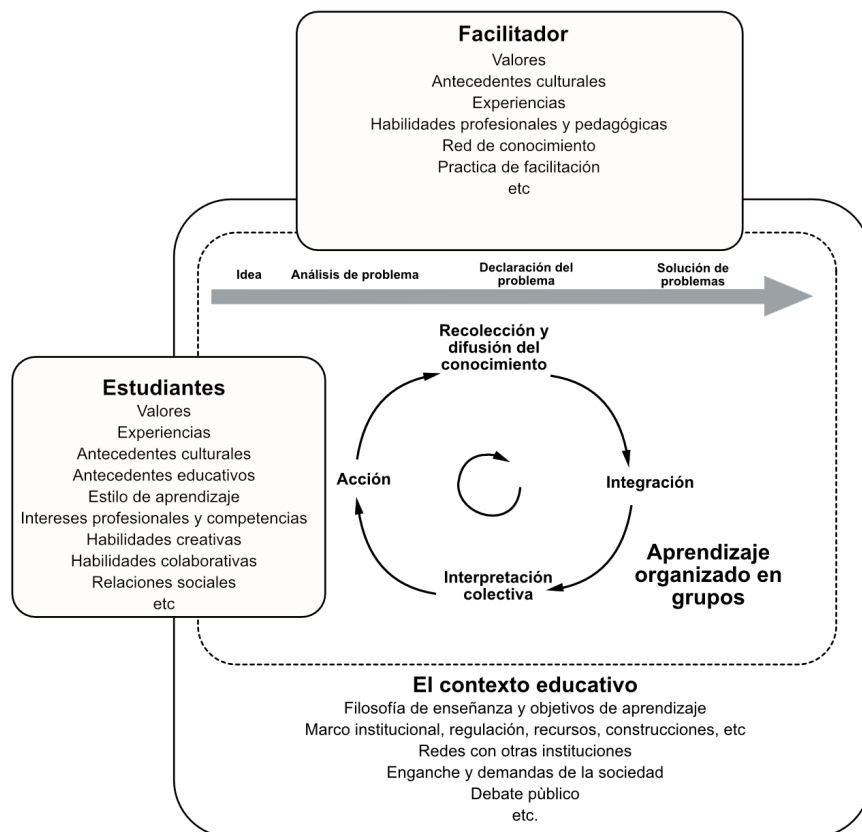 Facilitador
Valores
Antecedentes culturales
Experiencias
Habilidades profesionales y pedagógicas
Red de conocimiento
Practica de facilitación
etc
Idea
Análisis de problema
Declaración del
problema
Solución de
problemas
Recolección y
difusión del
conocimiento
Estudiantes
Valores
Experiencias
Antecedentes culturales
Antecedentes educativos
Estilo de aprendizaje
Intereses profesionales y competencias
Habilidades creativas
Habilidades colaborativas
Relaciones sociales
etc
Acción
Integración
Interpretación
colectiva
Aprendizaje
organizado en
grupos
El contexto educativo
Filosofía de enseñanza y objetivos de aprendizaje
Marco institucional, regulación, recursos, construcciones, etc
Redes con otras instituciones
Enganche y demandas de la sociedad
Debate pùblico
etc.